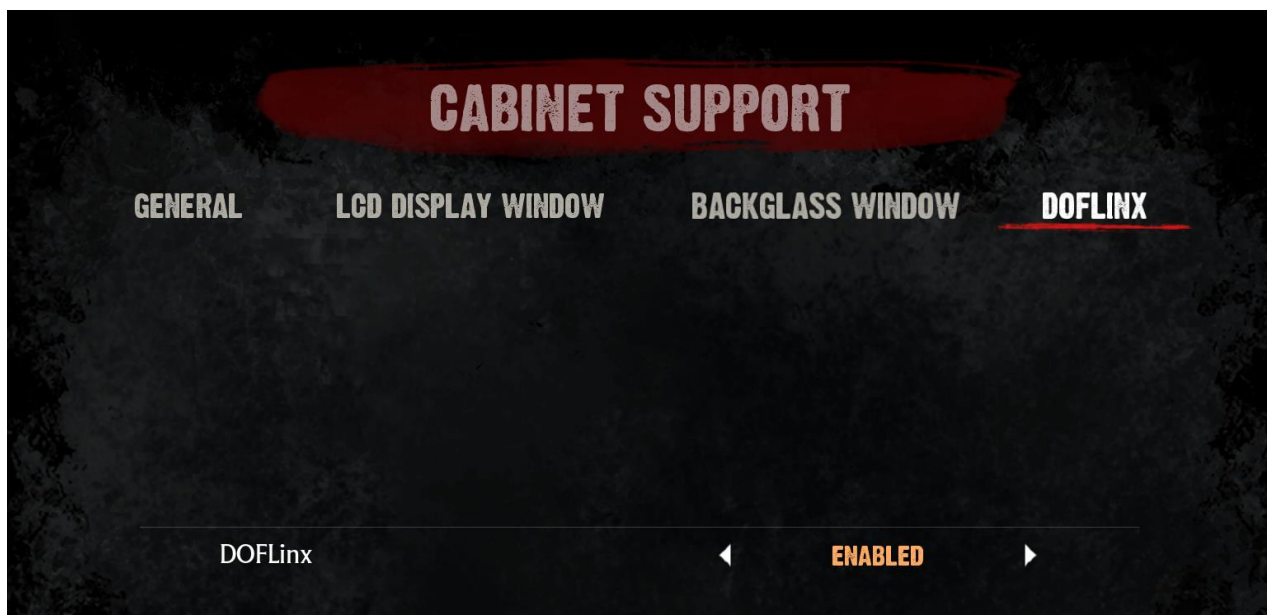 CABINET SUPPORT
GENERAL LCD DISPLAY WINDOW BACKGLASS WINDOW DOFLINX
DOFLinx ENABLED